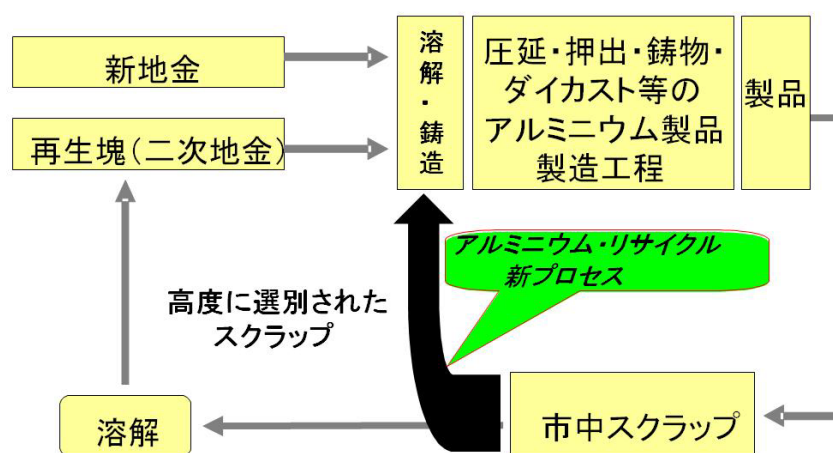 新地金
再生塊(二次地金)
溶解・鋳造
圧延・押出・鋳物・
ダイカスト等の
アルミニウム製品
製造工程
製品
アルミニウム・リサイクル
新プロセス
高度に選別された
スクラップ
溶解
市中スクラップ